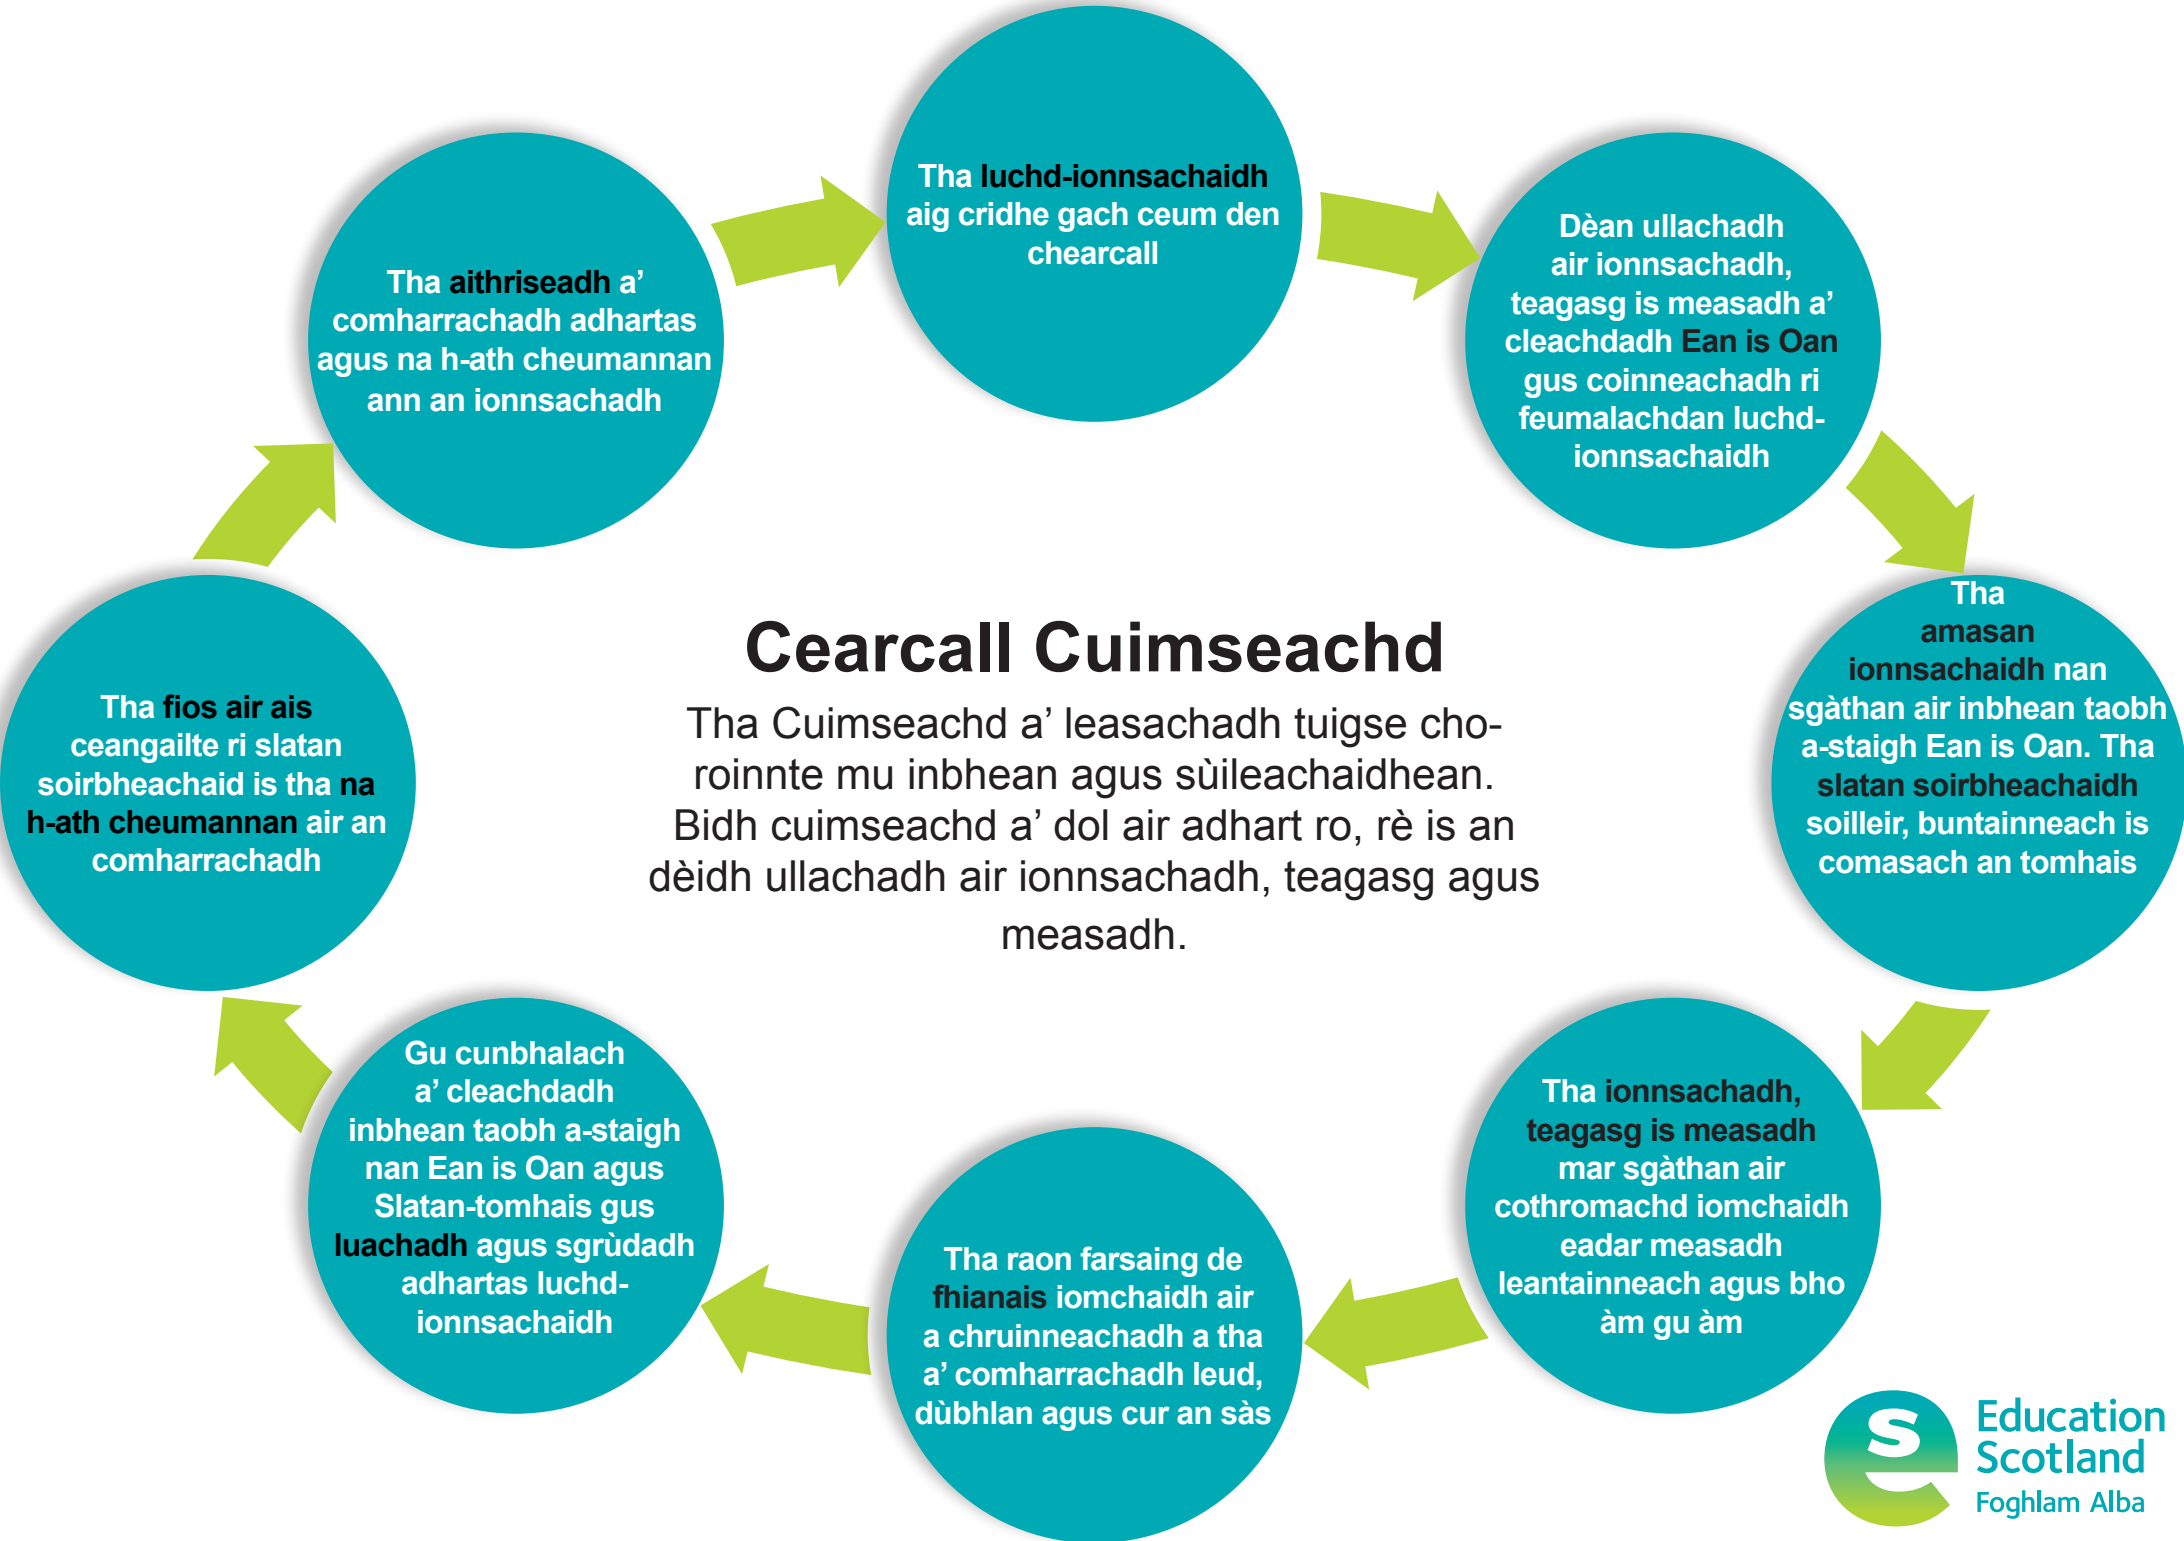 Tha luchd-ionnsachaidh
aig cridhe gach ceum den
chearcall
Dèan ullachadh
air ionnsachadh,
teagasg is measadh a’
cleachdadh Ean is Oan
gus coinneachadh ri
feumalachdan luchd-
ionnsachaidh
Tha
amasan
ionnsachaidh nan
sgàthan air inbhean taobh
a-staigh Ean is Oan. Tha
slatan soirbheachaidh
soilleir, buntainneach is
comasach an tomhais
Tha ionnsachadh,
teagasg is measadh
mar sgàthan air
cothromachd iomchaidh
eadar measadh
leantainneach agus bho
àm gu àm
Tha raon farsaing de
fhianais iomchaidh air
a chruinneachadh a tha
a’ comharrachadh leud,
dùbhlan agus cur an sàs
Gu cunbhalach
a’ cleachdadh
inbhean taobh a-staigh
nan Ean is Oan agus
Slatan-tomhais gus
luachadh agus sgrùdadh
adhartas luchd-
ionnsachaidh
Tha fios air ais
ceangailte ri slatan
soirbheachaid is tha na
h-ath cheumannan air an
comharrachadh
Tha aithriseadh a’
comharrachadh adhartas
agus na h-ath cheumannan
ann an ionnsachadh
Cearcall Cuimseachd
Tha Cuimseachd a’ leasachadh tuigse cho-
roinnte mu inbhean agus sùileachaidhean.
Bidh cuimseachd a’ dol air adhart ro, rè is an
dèidh ullachadh air ionnsachadh, teagasg agus
measadh.
Education
Scotland
Foghlam Alba